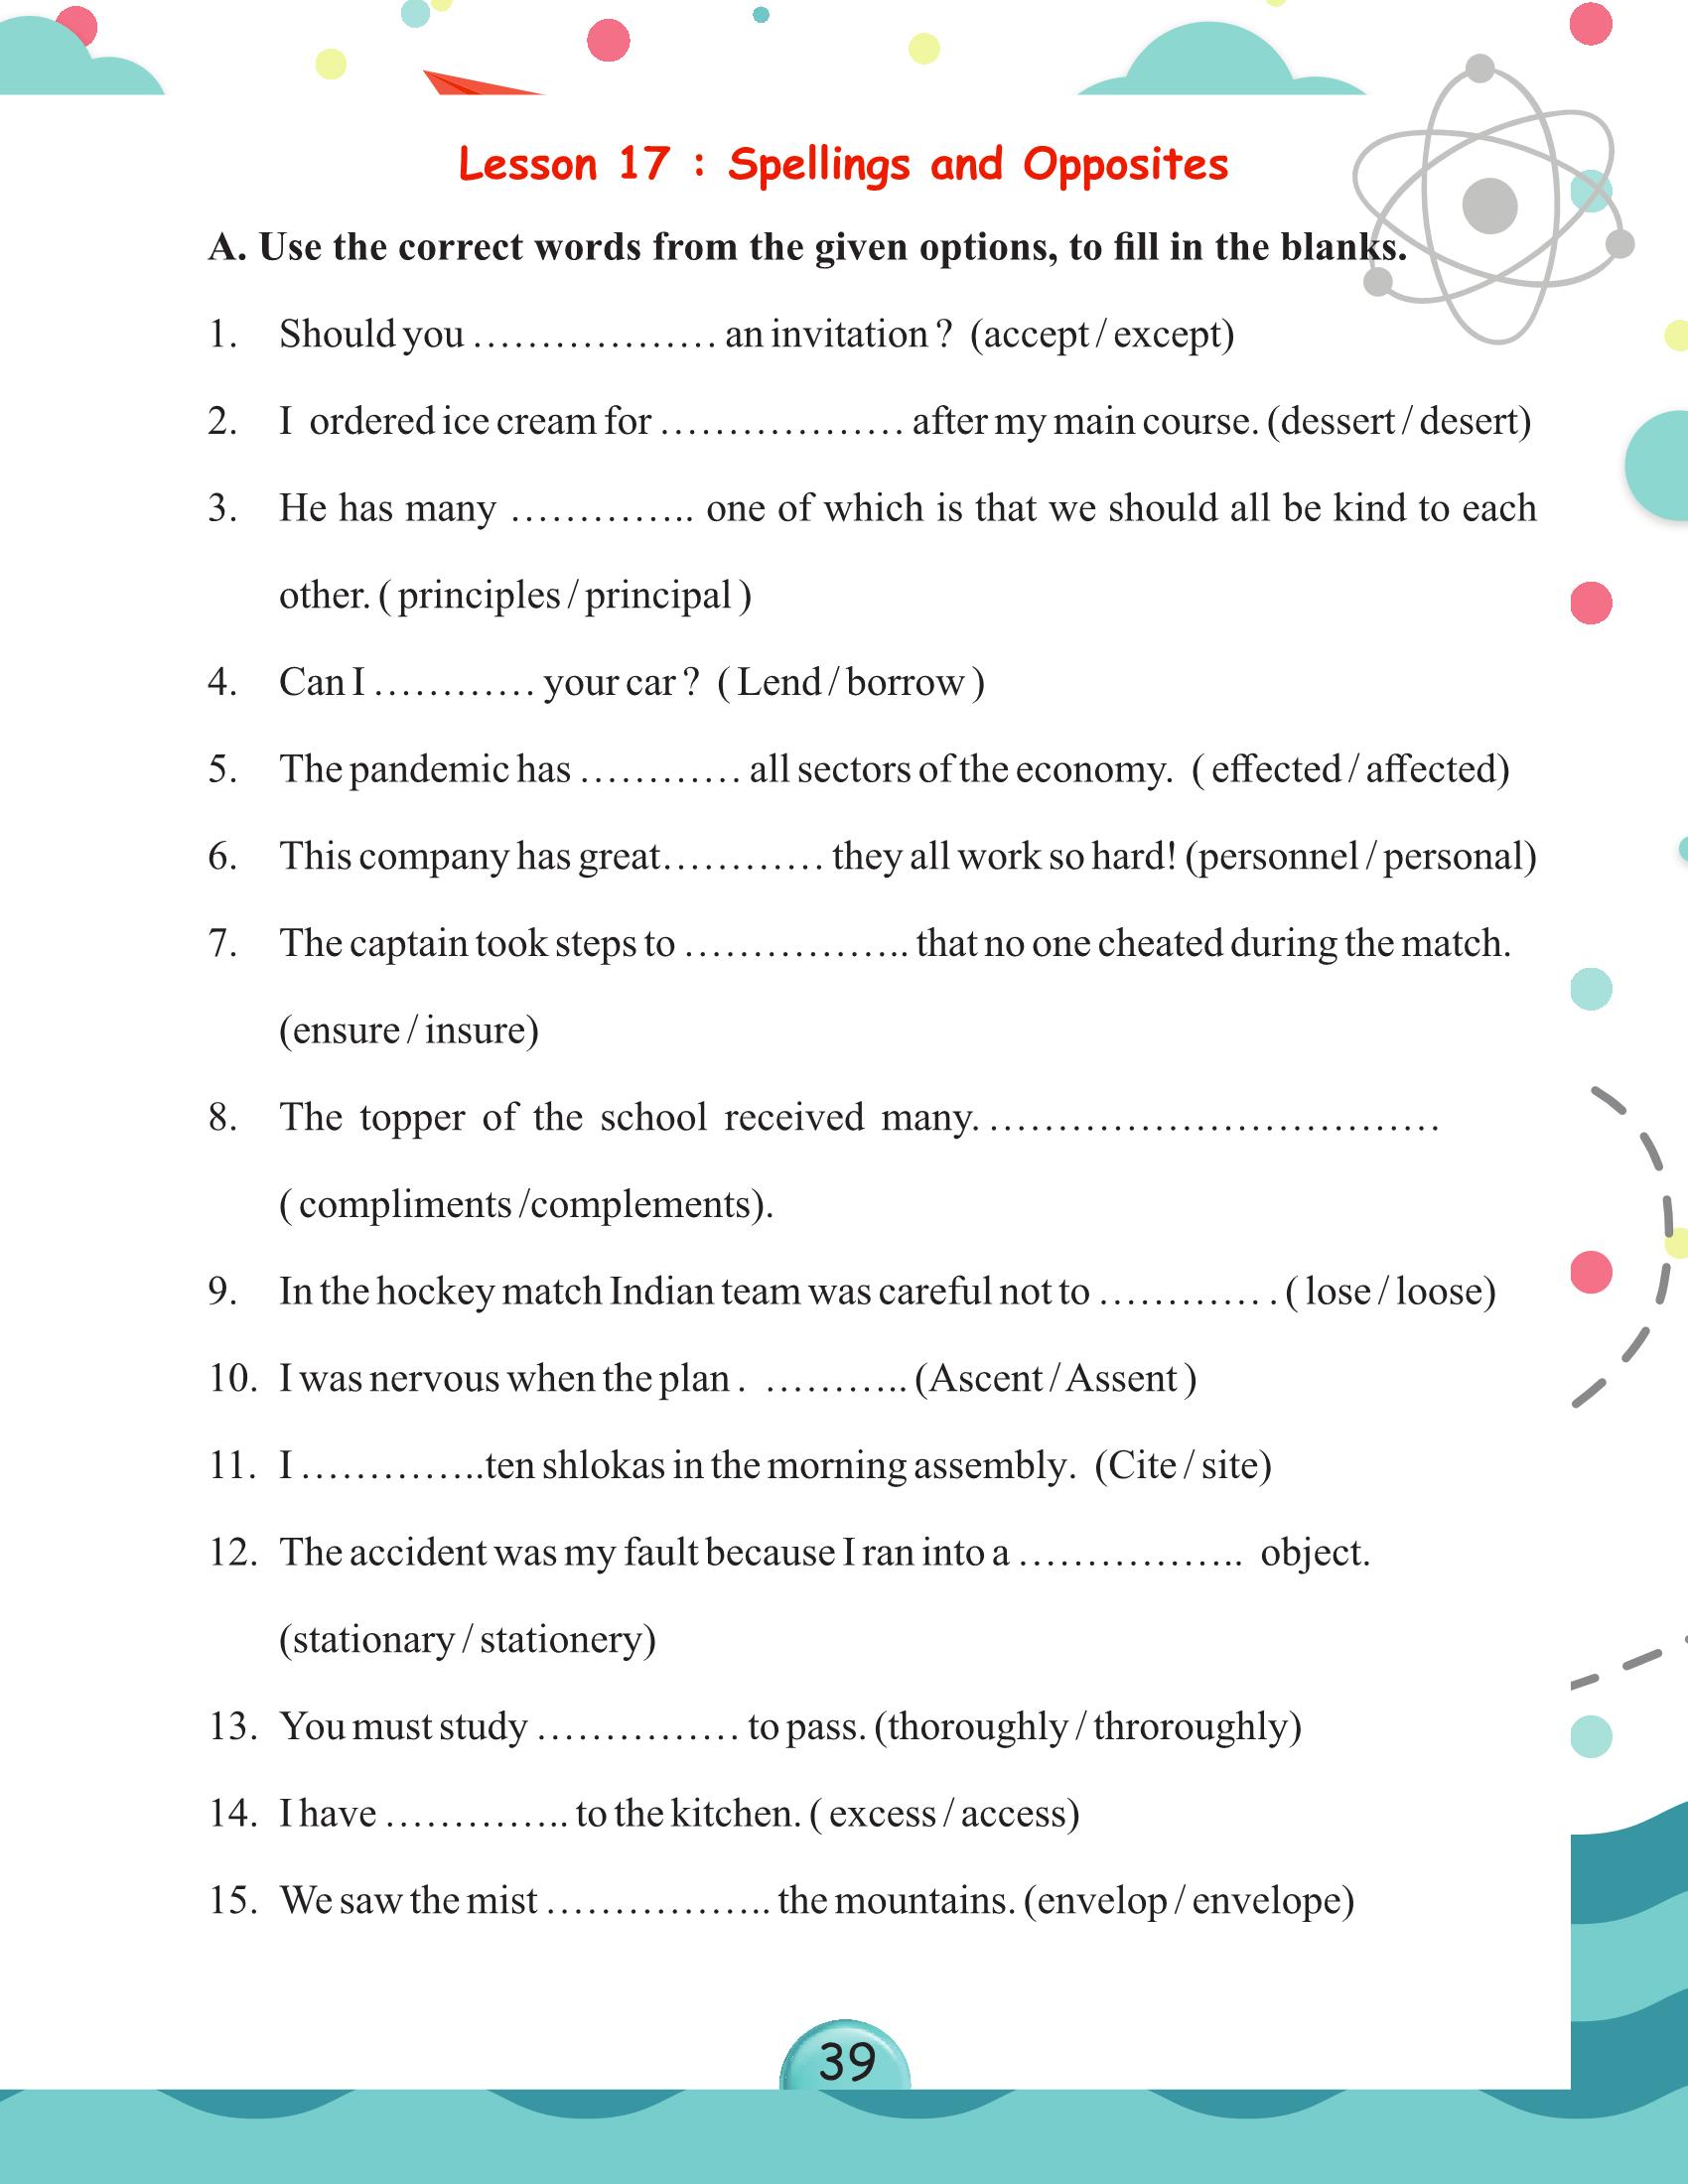 Lesson 17 : Spellings and Opposites
A. Use the correct words from the given options, to fill in the blanks.
1. Should you ……………… an invitation ? (accept / except)
2. I ordered ice cream for ……………… after my main course. (dessert / desert)
3. He has many ………….. one of which is that we should all be kind to each
other. ( principles / principal )
4. Can I ………… your car ? ( Lend / borrow )
5. The pandemic has ………… all sectors of the economy. ( effected / affected)
6. This company has great………… they all work so hard! (personnel / personal)
7. The captain took steps to …………….. that no one cheated during the match.
(ensure / insure)
8. The topper of the school received many. ……………………………
( compliments /complements).
9. In the hockey match Indian team was careful not to …………. . ( lose / loose)
10. I was nervous when the plan . ……….. (Ascent / Assent )
11. I …………..ten shlokas in the morning assembly. (Cite / site)
12. The accident was my fault because I ran into a …………….. object.
(stationary / stationery)
13. You must study …………… to pass. (thoroughly / throroughly)
14. I have ………….. to the kitchen. ( excess / access)
15. We saw the mist …………….. the mountains. (envelop / envelope)
39